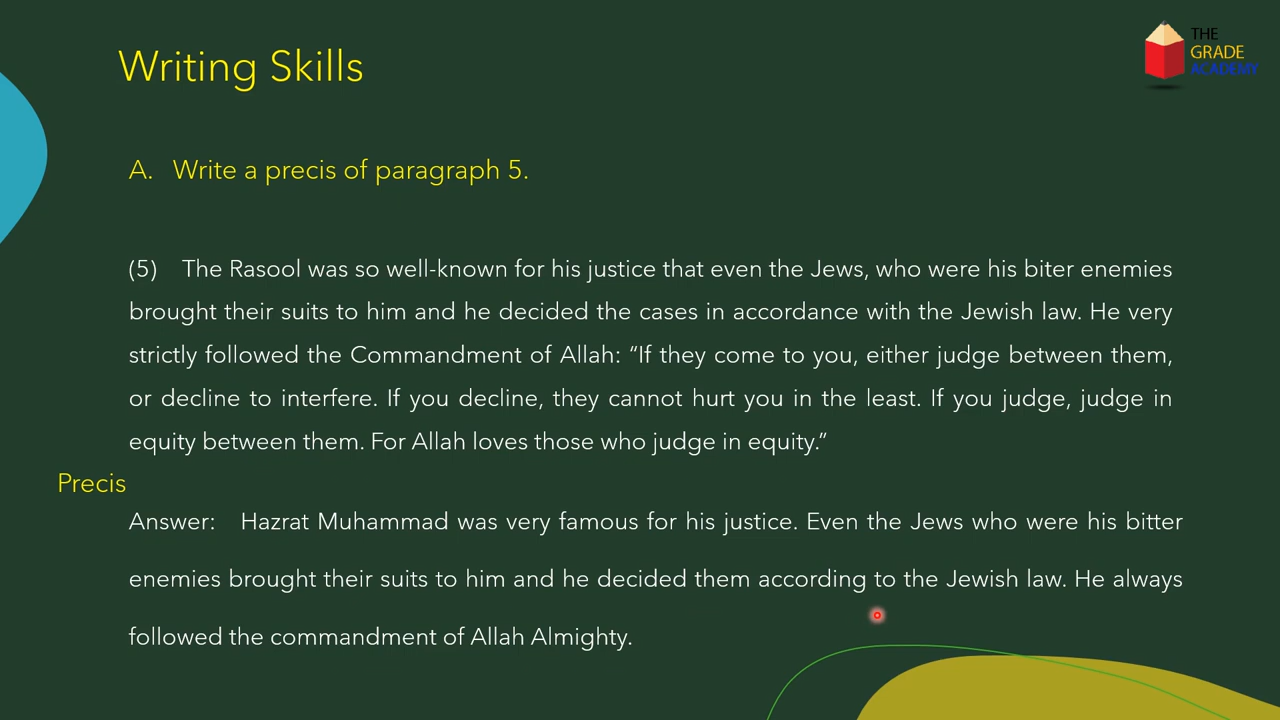 Writing Skills
THE
GRADE
ACADEMY
A. Write a precis of paragraph 5.
(5) The Rasool was so well-known for his justice that even the Jews, who were his biter enemies
brought their suits to him and he decided the cases in accordance with the Jewish law. He very
strictly followed the Commandment of Allah: “If they come to you, either judge between them,
or decline to interfere. If you decline, they cannot hurt you in the least. If you judge, judge in
equity between them. For Allah loves those who judge in equity.”
Precis
Answer: Hazrat Muhammad was very famous for his justice. Even the Jews who were his bitter
enemies brought their suits to him and he decided them according to the Jewish law. He always
followed the commandment of Allah Almighty.